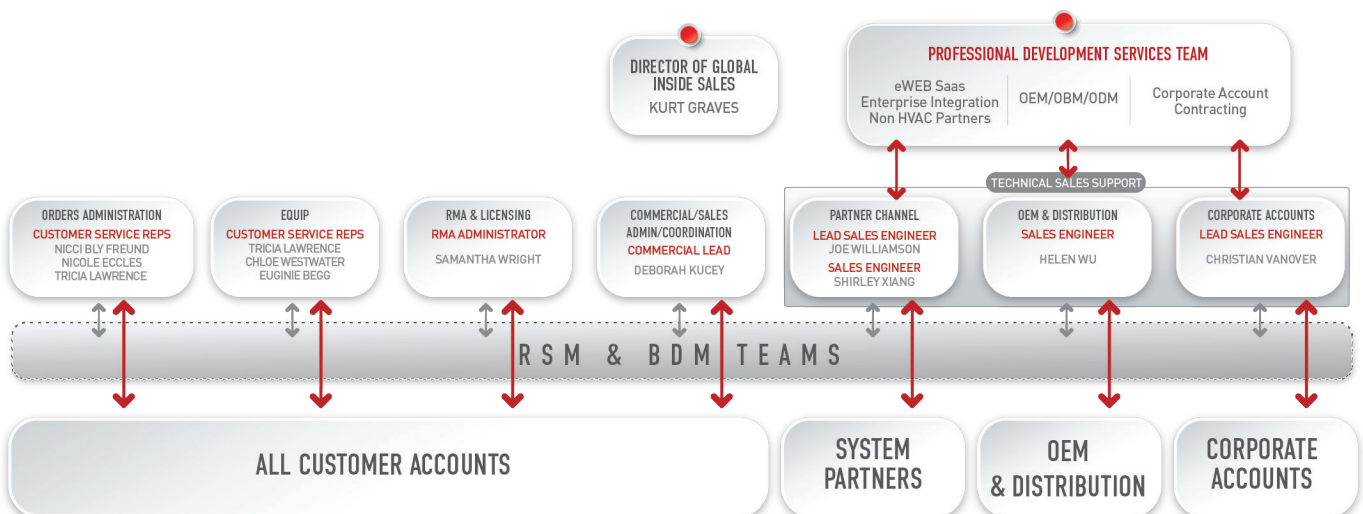 DIRECTOR OF GLOBAL
INSIDE SALES
KURT GRAVES
PROFESSIONAL DEVELOPMENT SERVICES TEAM
eWEB Saas
Enterprise Integration
Non HVAC Partners
OEM/OBM/ODM
Corporate Account
Contracting
TECHNICAL SALES SUPPORT
ORDERS ADMINISTRATION
CUSTOMER SERVICE REPS
NICCI BLY FREUND
NICOLE ECCLES
TRICIA LAWRENCE
EQUIP
CUSTOMER SERVICE REPS
TRICIA LAWRENCE
CHLOE WESTWATER
EUGINIE BEGG
RMA & LICENSING
RMA ADMINISTRATOR
SAMANTHA WRIGHT
COMMERCIAL/SALES
ADMIN/COORDINATION
COMMERCIAL LEAD
DEBORAH KUCEY
PARTNER CHANNEL
LEAD SALES ENGINEER
JOE WILLIAMSON
SALES ENGINEER
SHIRLEY XIANG
OEM & DISTRIBUTION
SALES ENGINEER
HELEN WU
CORPORATE ACCOUNTS
LEAD SALES ENGINEER
CHRISTIAN VANOVER
RSM & BDM TEAMS
ALL CUSTOMER ACCOUNTS
SYSTEM
PARTNERS
OEM
& DISTRIBUTION
CORPORATE
ACCOUNTS